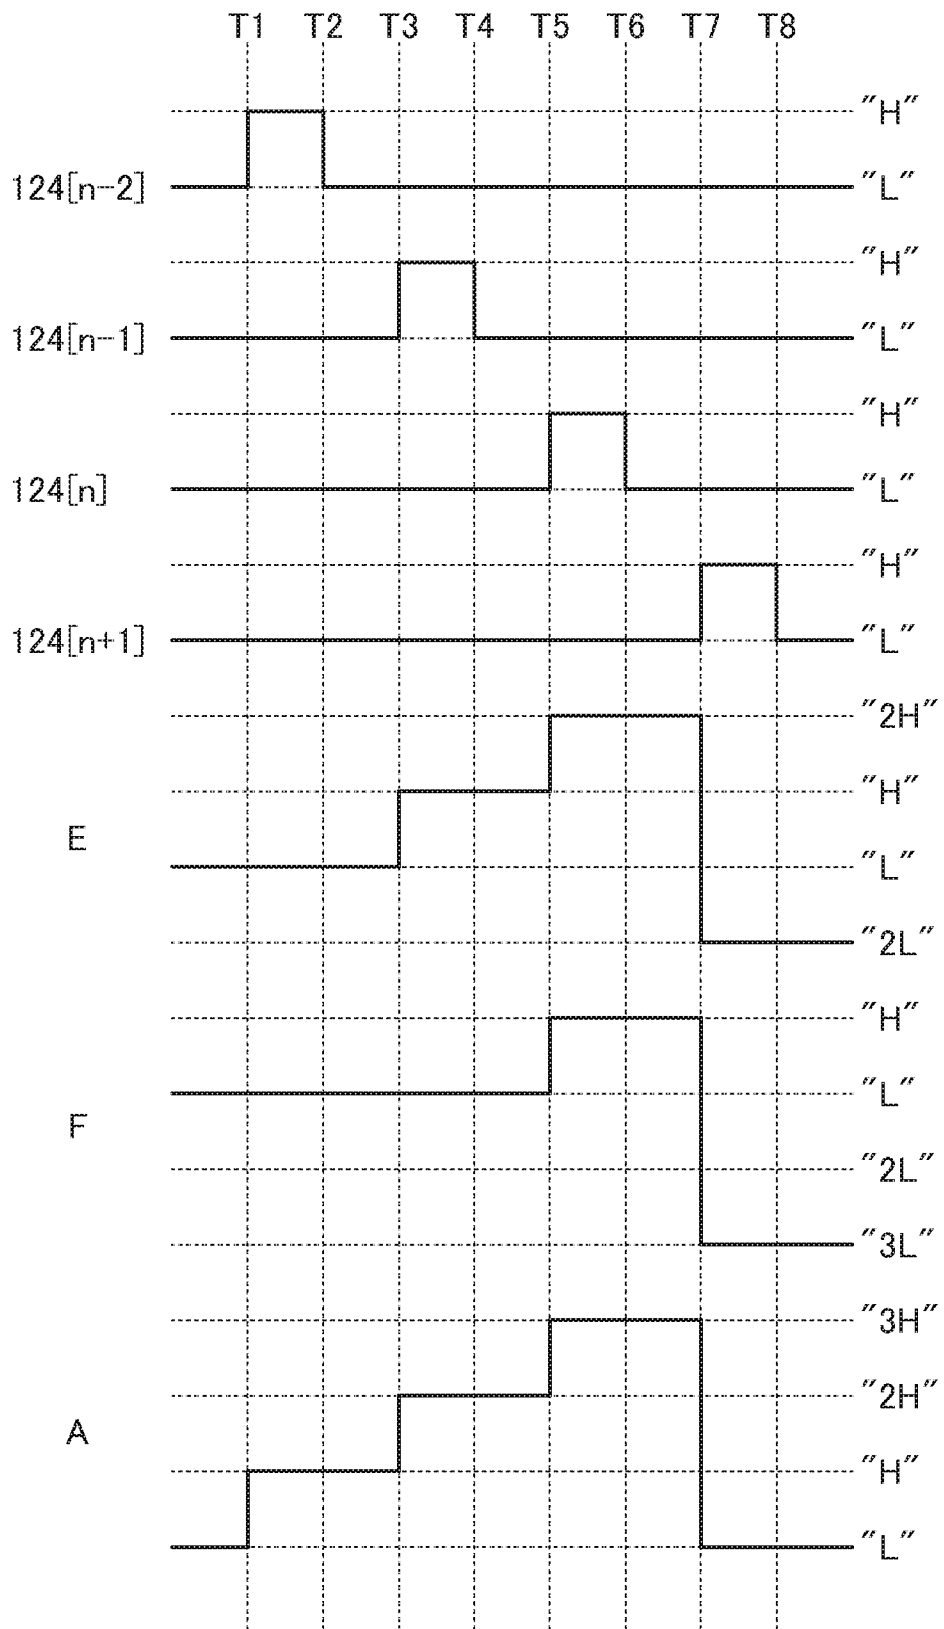 T1 T2 T3 T4 T5 T6 T7 T8
"H"
124[n-2] "L"
"H"
124[n-1] "L"
"H"
124[n] "L"
"H"
124[n+1] "L"
"2H"
"H"
E
"L"
"2L"
"H"
"L"
F
"2L"
"3L"
"3H"
"2H"
A
"H"
"L"